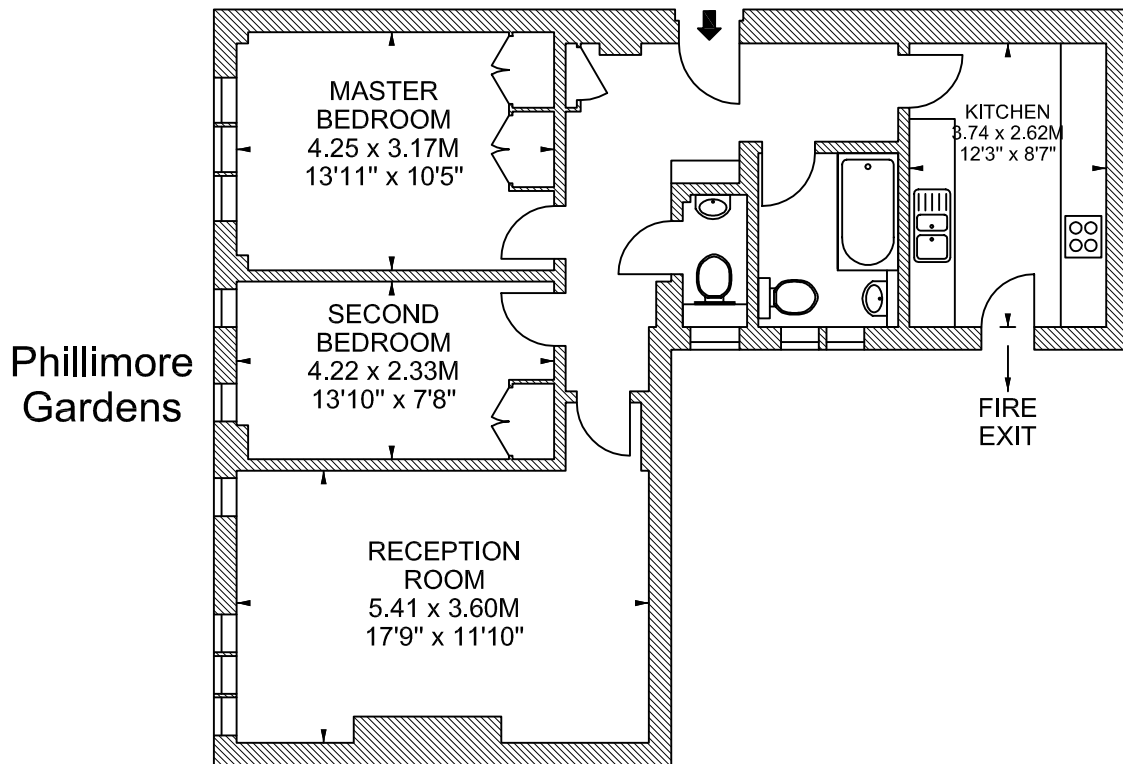 MASTER
BEDROOM
4.25 x 3.17M
13'11" x 10'5"
KITCHEN
3.74 x 2.62M
12'3" x 8'7"
SECOND
BEDROOM
4.22 x 2.33M
13'10" x 7'8"
Phillimore
Gardens
FIRE
EXIT
RECEPTION
ROOM
5.41 x 3.60M
17'9" x 11'10"